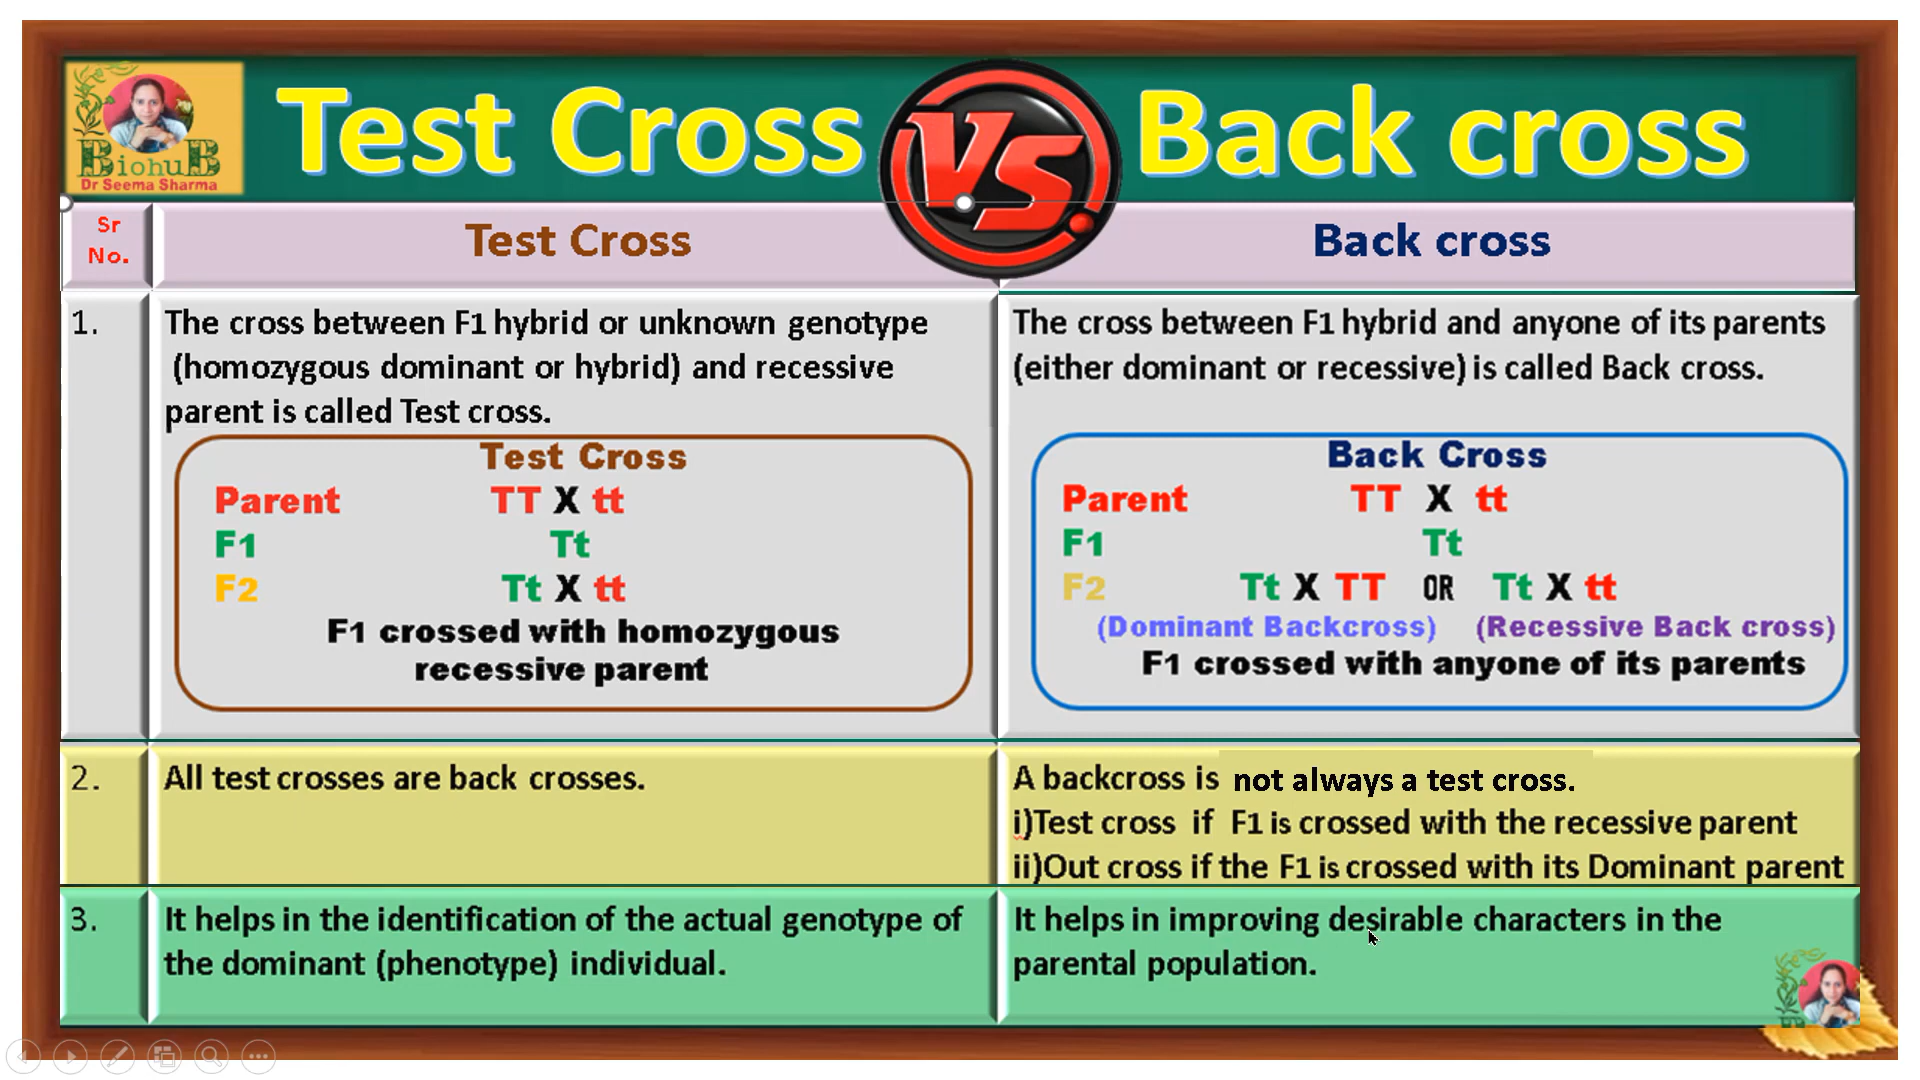 BiohuB
Dr Seema Sharma
Test Cross VS. Back cross
Sr
No.
Test Cross
Back cross
1.
The cross between F1 hybrid or unknown genotype
(homozygous dominant or hybrid) and recessive
parent is called Test cross.
Test Cross
Parent TT X tt
F1 Tt
F2 Tt X tt
F1 crossed with homozygous
recessive parent
The cross between F1 hybrid and anyone of its parents
(either dominant or recessive) is called Back cross.
Back Cross
Parent TT X tt
F1 Tt
F2 Tt X TT OR Tt X tt
(Dominant Backcross) (Recessive Back cross)
F1 crossed with anyone of its parents
2.
All test crosses are back crosses.
A backcross is not always a test cross.
i)Test cross if F1 is crossed with the recessive parent
ii)Out cross if the F1 is crossed with its Dominant parent
3.
It helps in the identification of the actual genotype of
the dominant (phenotype) individual.
It helps in improving desirable characters in the
parental population.